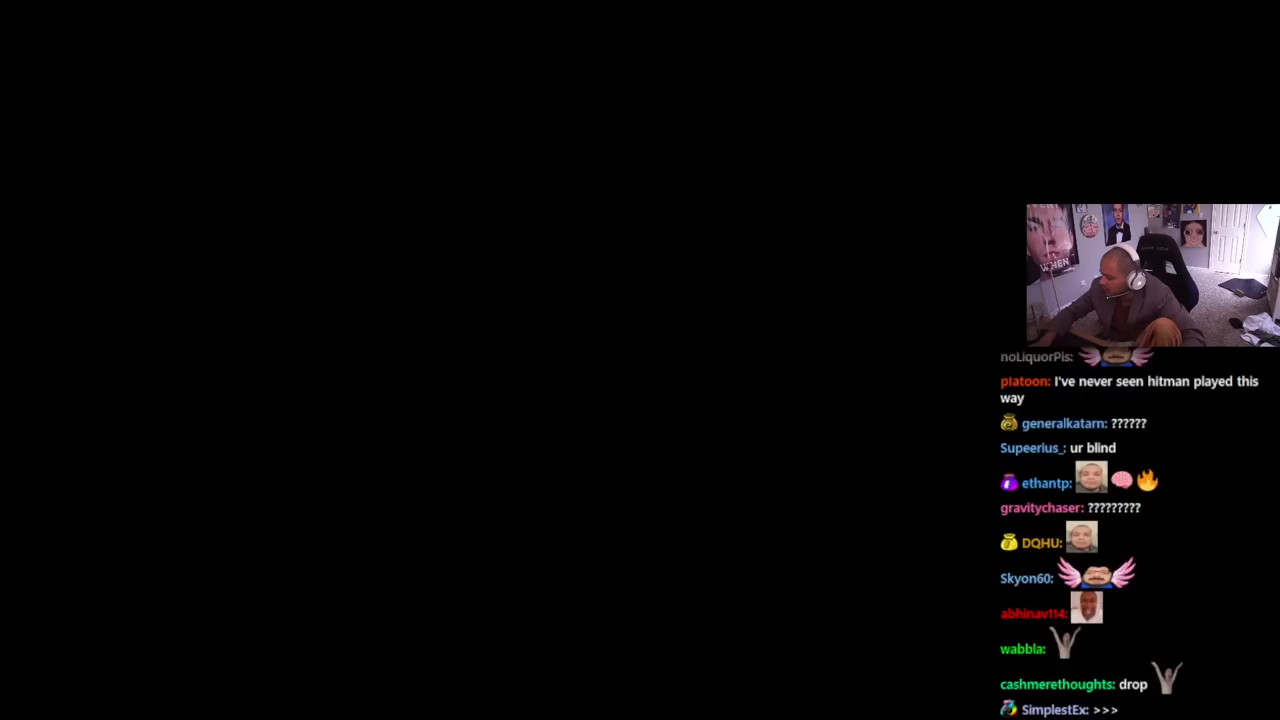 WHEN
noLiquorPls:
platoon: I've never seen hitman played this
way
generalkatarn: ??????
Supeerius_: ur blind
ethantp:
gravitychaser: ?????????
DQHU:
Skyon60:
abhinav114:
wabbla:
cashmerethoughts: drop
SimplestEx: >>>